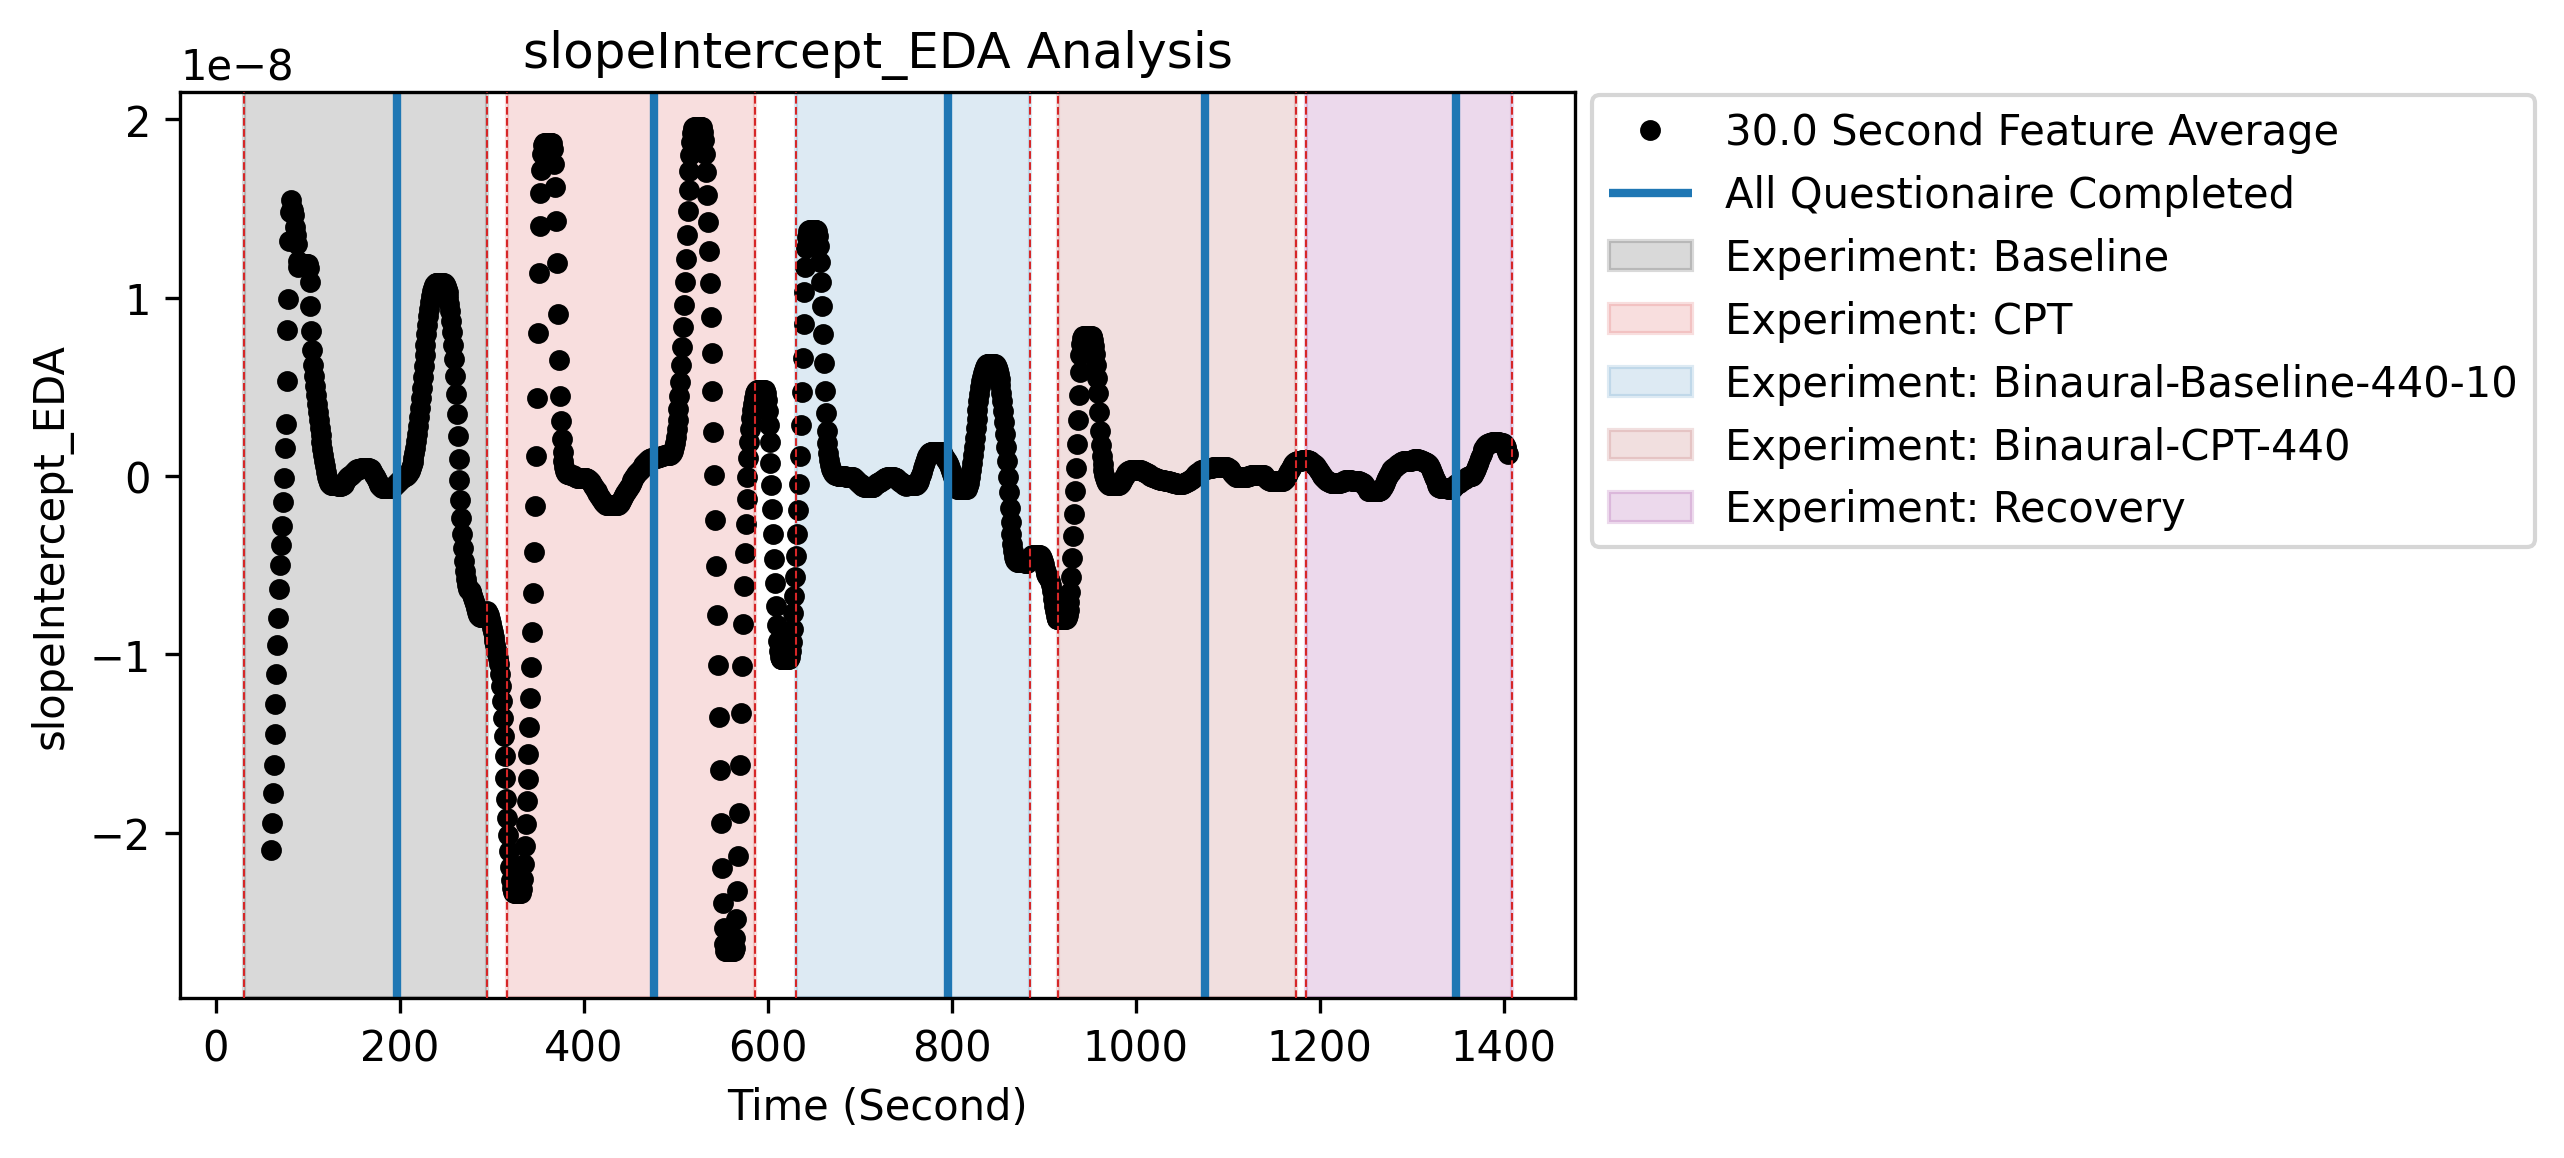 slopeIntercept_EDA Analysis
1e−8
2
1
0
−1
−2
slopeIntercept_EDA
0 200 400 600 800 1000 1200 1400
Time (Second)
30.0 Second Feature Average
All Questionaire Completed
Experiment: Baseline
Experiment: CPT
Experiment: Binaural-Baseline-440-10
Experiment: Binaural-CPT-440
Experiment: Recovery